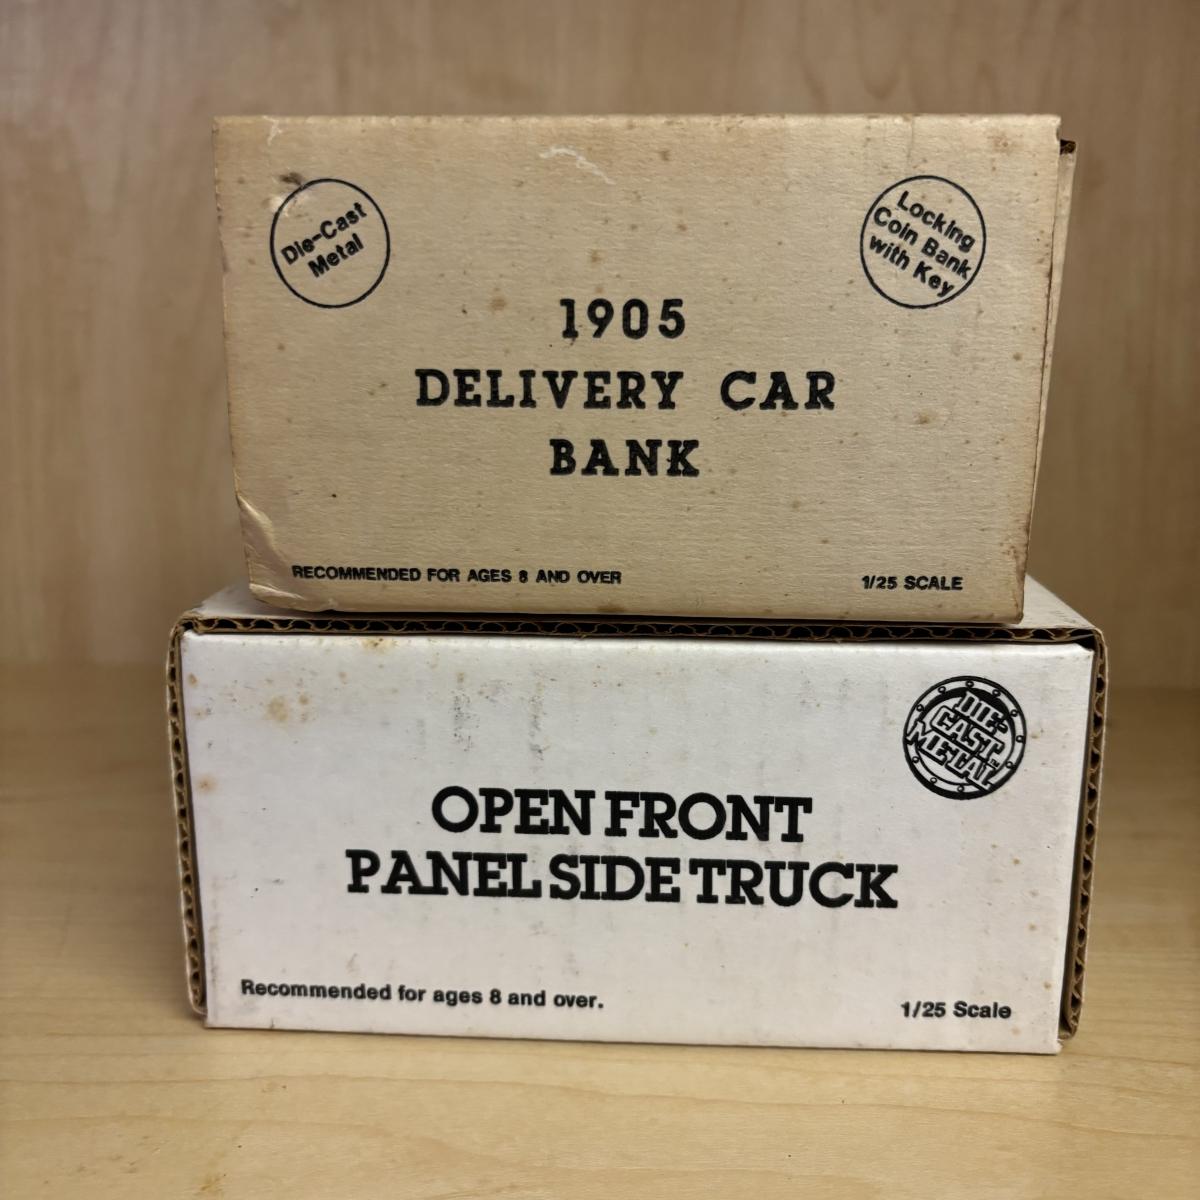 Die-Cast
Metal
Locking
Coin Bank
with Key
1905
DELIVERY CAR
BANK
RECOMMENDED FOR AGES 8 AND OVER
1/25 SCALE
DIE-
CAST
METAL™
OPEN FRONT
PANEL SIDE TRUCK
Recommended for ages 8 and over.
1/25 Scale